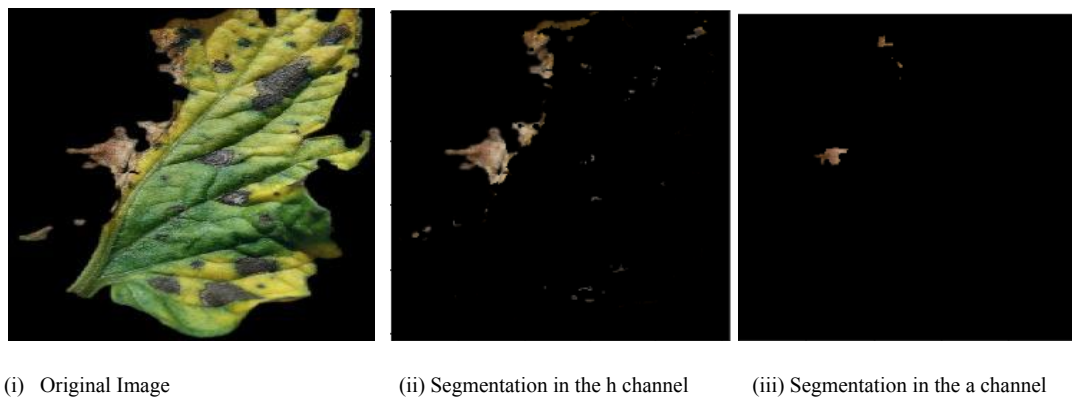 (i) Original Image
(ii) Segmentation in the h channel
(iii) Segmentation in the a channel